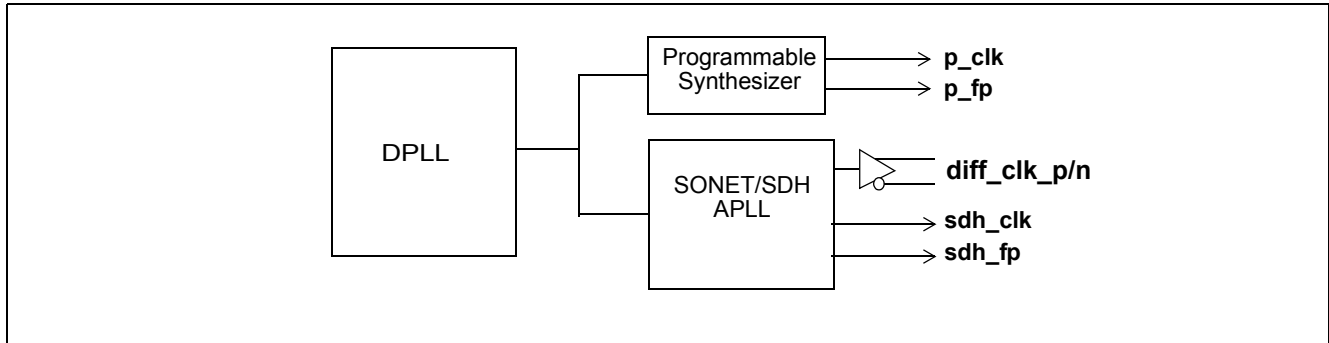 DPLL
Programmable
Synthesizer
p_clk
p_fp
SONET/SDH
APLL
diff_clk_p/n
sdh_clk
sdh_fp